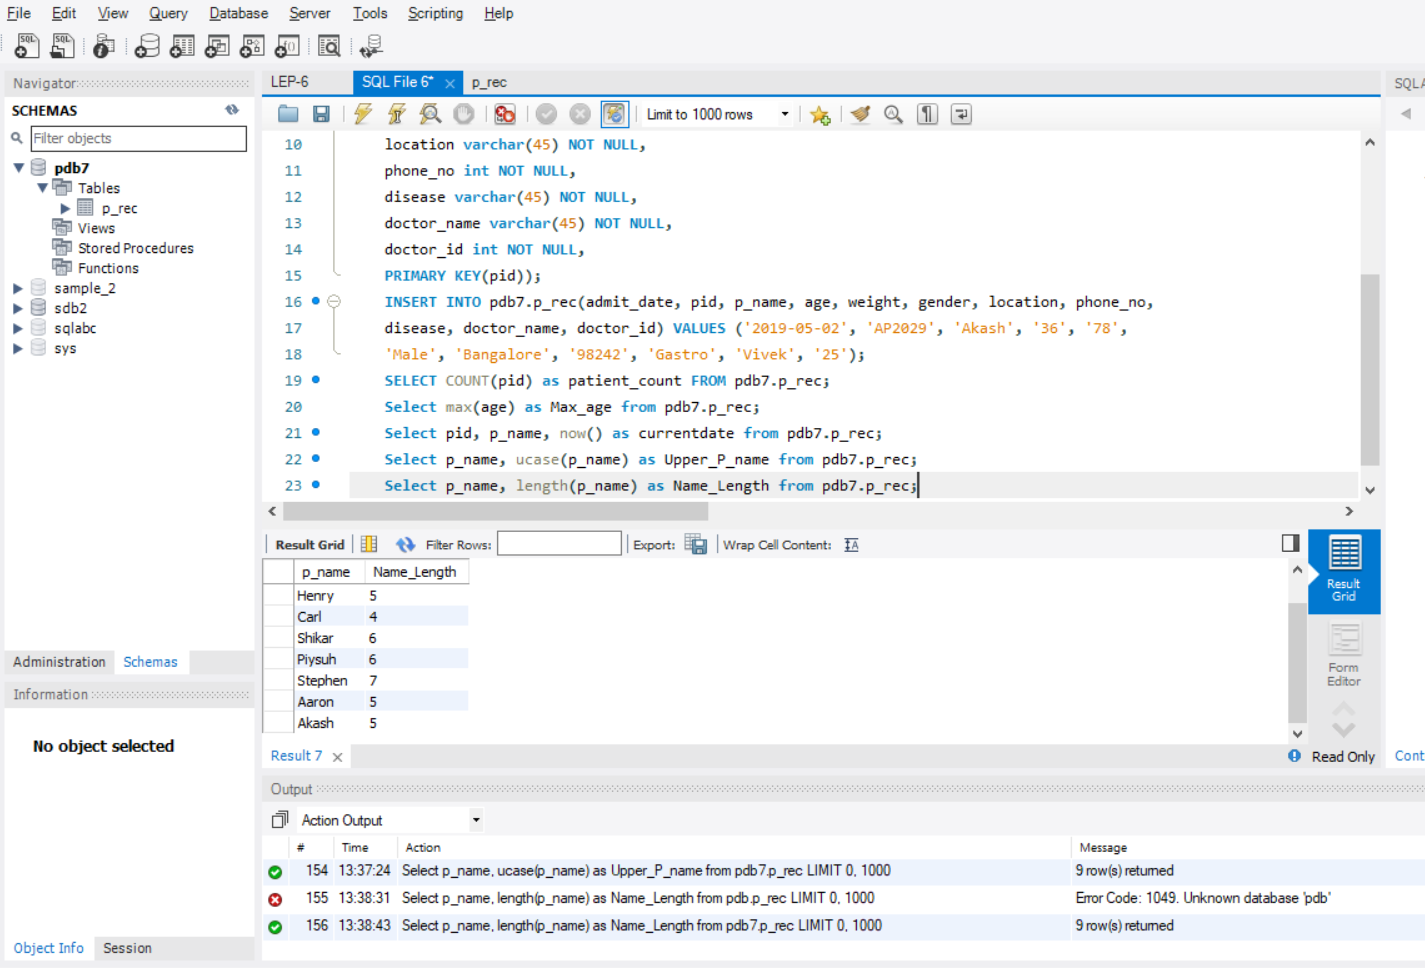 File Edit View Query Database Server Tools Scripting Help
SQL SQL
Navigator
LEP-6 SQL File 6* p_rec SQLA
SCHEMAS
Limit to 1000 rows
Filter objects
pdb7
Tables
p_rec
Views
Stored Procedures
Functions
sample_2
sdb2
sqlabc
sys
10 location varchar(45) NOT NULL,
11 phone_no int NOT NULL,
12 disease varchar(45) NOT NULL,
13 doctor_name varchar(45) NOT NULL,
14 doctor_id int NOT NULL,
15 PRIMARY KEY(pid));
16 INSERT INTO pdb7.p_rec(admit_date, pid, p_name, age, weight, gender, location, phone_no,
17 disease, doctor_name, doctor_id) VALUES ('2019-05-02', 'AP2029', 'Akash', '36', '78',
18 'Male', 'Bangalore', '98242', 'Gastro', 'Vivek', '25');
19 SELECT COUNT(pid) as patient_count FROM pdb7.p_rec;
20 Select max(age) as Max_age from pdb7.p_rec;
21 Select pid, p_name, now() as currentdate from pdb7.p_rec;
22 Select p_name, ucase(p_name) as Upper_P_name from pdb7.p_rec;
23 Select p_name, length(p_name) as Name_Length from pdb7.p_rec;
Result Grid Filter Rows: Export: Wrap Cell Content:
p_name Name_Length
Henry 5
Carl 4
Shikar 6
Piysuh 6
Stephen 7
Aaron 5
Akash 5
Result
Grid
Form
Editor
Administration Schemas
Information
No object selected
Result 7 Read Only Cont
Output
Action Output
# Time Action Message
154 13:37:24 Select p_name, ucase(p_name) as Upper_P_name from pdb7.p_rec LIMIT 0, 1000 9 row(s) returned
155 13:38:31 Select p_name, length(p_name) as Name_Length from pdb.p_rec LIMIT 0, 1000 Error Code: 1049. Unknown database 'pdb'
156 13:38:43 Select p_name, length(p_name) as Name_Length from pdb7.p_rec LIMIT 0, 1000 9 row(s) returned
Object Info Session